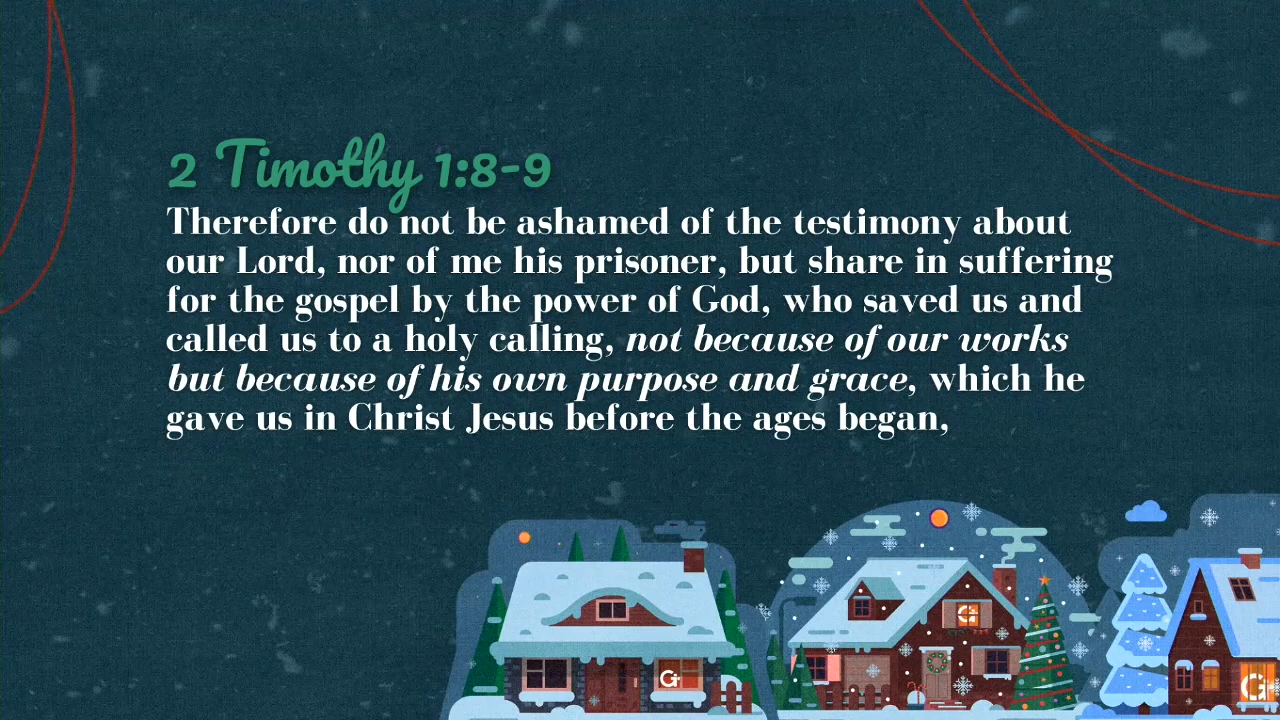 2 Timothy 1:8-9
Therefore do not be ashamed of the testimony about
our Lord, nor of me his prisoner, but share in suffering
for the gospel by the power of God, who saved us and
called us to a holy calling, not because of our works
but because of his own purpose and grace, which he
gave us in Christ Jesus before the ages began,